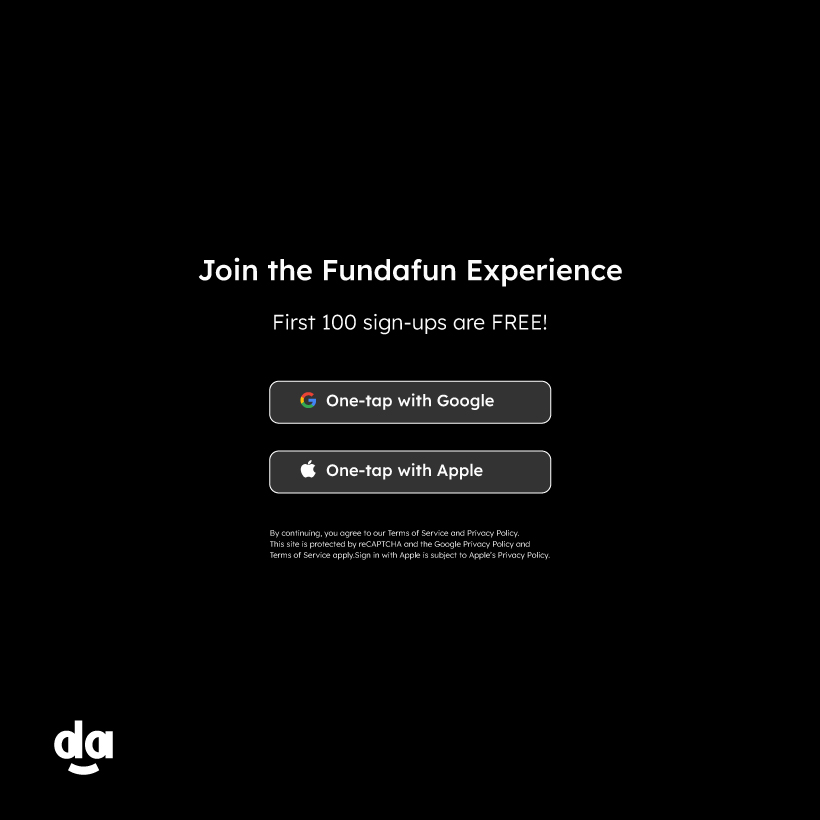 Join the Fundafun Experience
First 100 sign-ups are FREE!
One-tap with Google
One-tap with Apple
By continuing, you agree to our Terms of Service and Privacy Policy.
This site is protected by reCAPTCHA and the Google Privacy Policy and
Terms of Service apply.Sign in with Apple is subject to Apple's Privacy Policy.
da